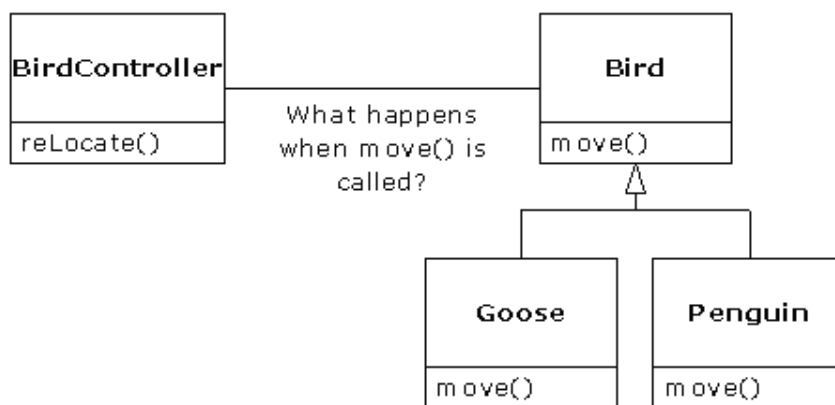 BirdController
reLocate()
What happens
when move() is
called?
Bird
move()
Goose
move()
Penguin
move()